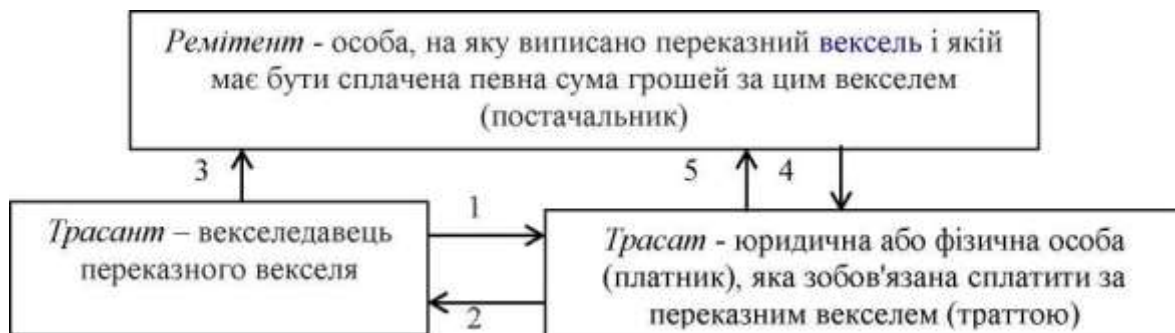 Ремітент - особа, на яку виписано переказний вексель і якій
має бути сплачена певна сума грошей за цим векселем
(постачальник)
3
5
4
1
Трасант – векселедавець
переказного векселя
Трасат - юридична або фізична особа
(платник), яка зобов'язана сплатити за
переказним векселем (траттою)
2